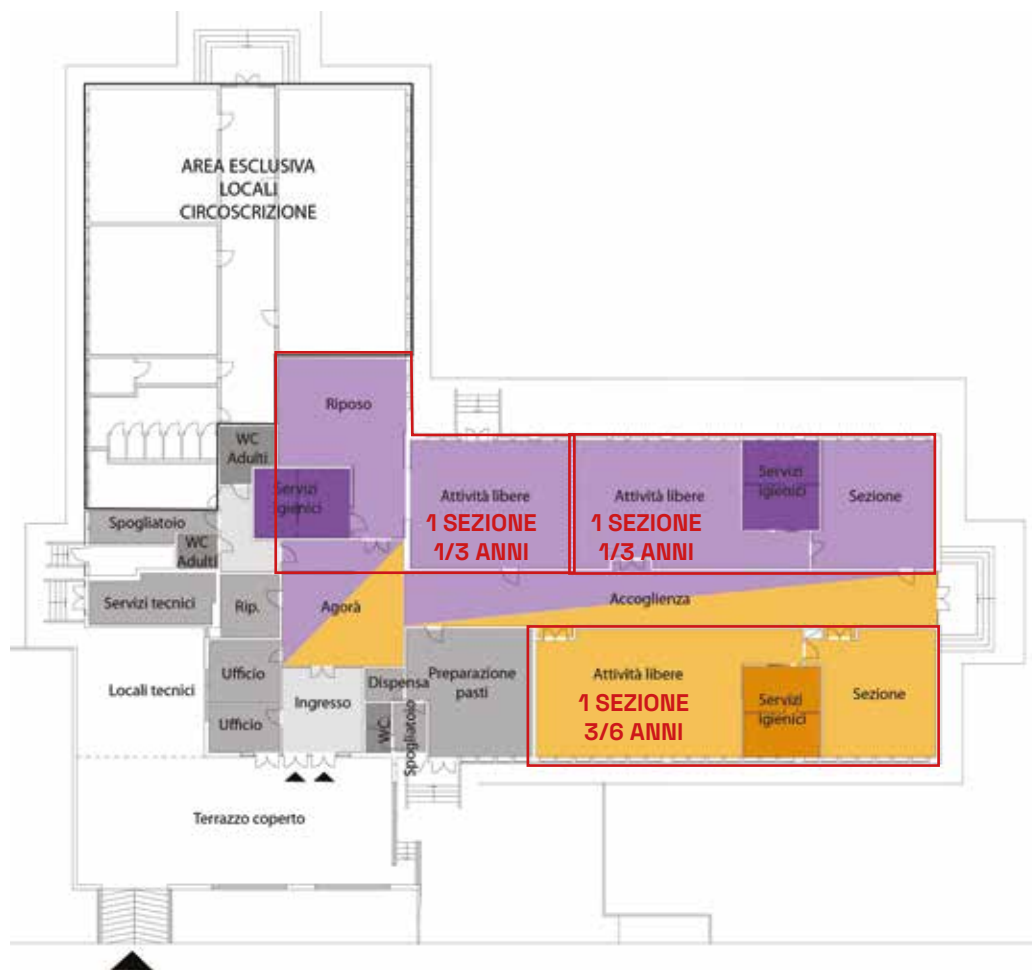 AREA ESCLUSIVA
LOCALI
CIRCOSCRIZIONE
Riposo
WC
Adulti
Servizi
igienici
Attività libere
1 SEZIONE
1/3 ANNI
Attività libere
1 SEZIONE
1/3 ANNI
Servizi
igienici
Sezione
Spogliatoio
WC
Adulti
Servizi tecnici
Rip.
Agorà
Accoglienza
Locali tecnici
Ufficio
Ufficio
Ingresso
Dispensa
WC
Spogliatoio
Preparazione
pasti
Attività libere
1 SEZIONE
3/6 ANNI
Servizi
igienici
Sezione
Terrazzo coperto